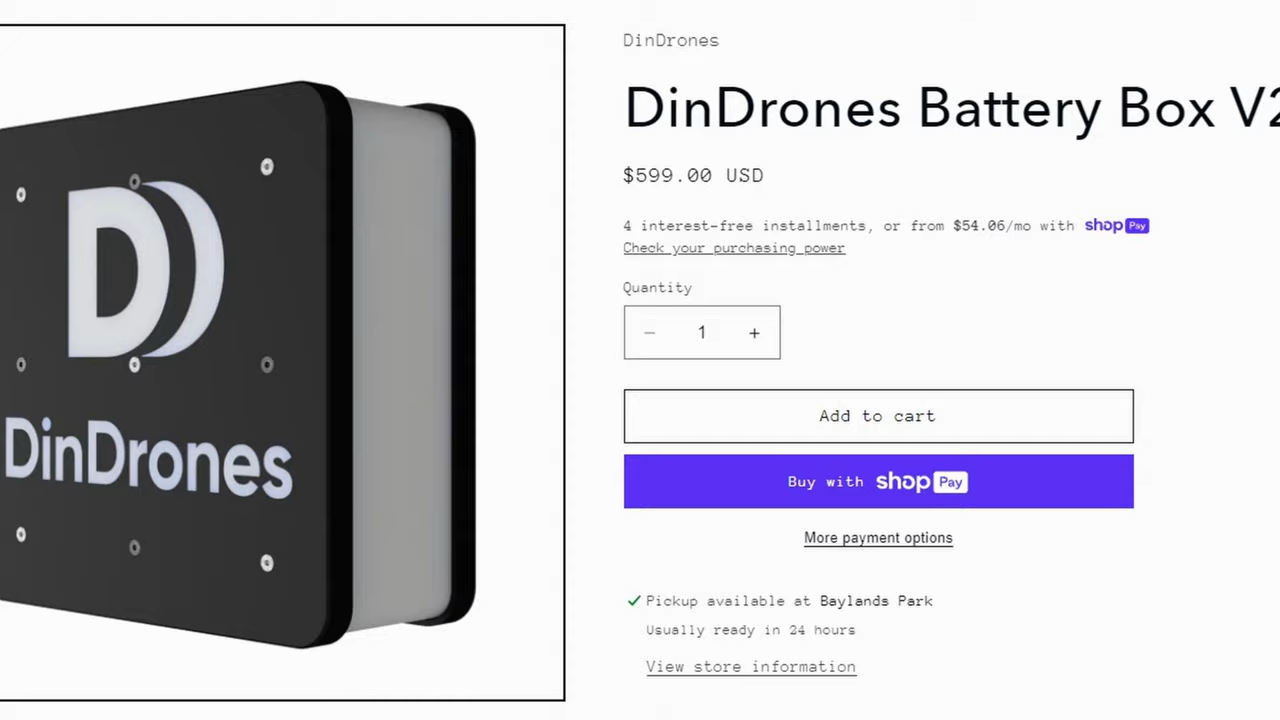 DinDrones
DinDrones Battery Box V2
$599.00 USD
4 interest-free installments, or from $54.06/mo with shop Pay
Check your purchasing power
Quantity
− 1 +
Add to cart
Buy with shop Pay
More payment options
Pickup available at Baylands Park
Usually ready in 24 hours
View store information
D
DinDrones